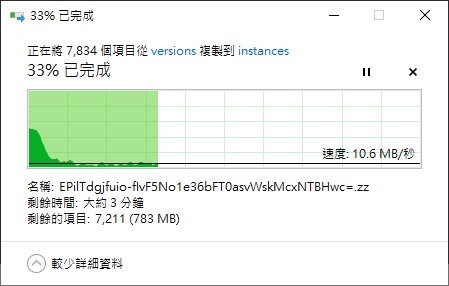 33% 已完成
正在將 7,834 個項目從 versions 複製到 instances
33% 已完成
速度: 10.6 MB/秒
名稱: EPilTdgjfuio-flvF5No1e36bFT0asvWskMcxNTBHwc=.zz
剩餘時間: 大約 3 分鐘
剩餘的項目: 7,211 (783 MB)
較少詳細資料